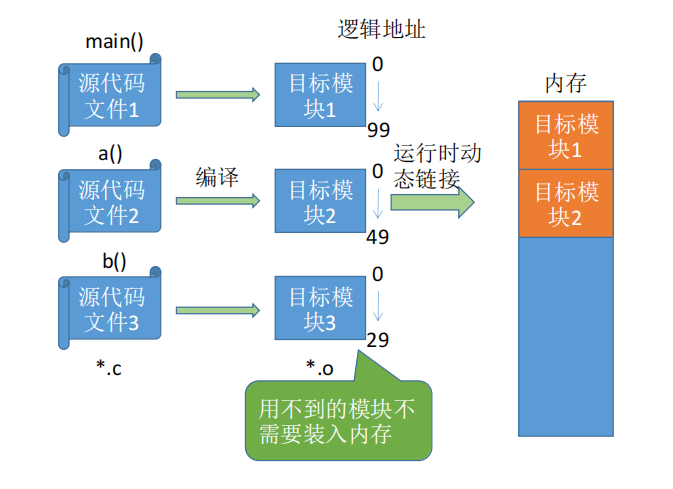 逻辑地址
main()
源代码
文件1
目标模
块1
0
99
内存
目标模
块1
a()
源代码
文件2
编译
目标模
块2
0
49
运行时动
态链接
目标模
块2
b()
源代码
文件3
目标模
块3
0
29
*.c
*.o
用不到的模块不
需要装入内存